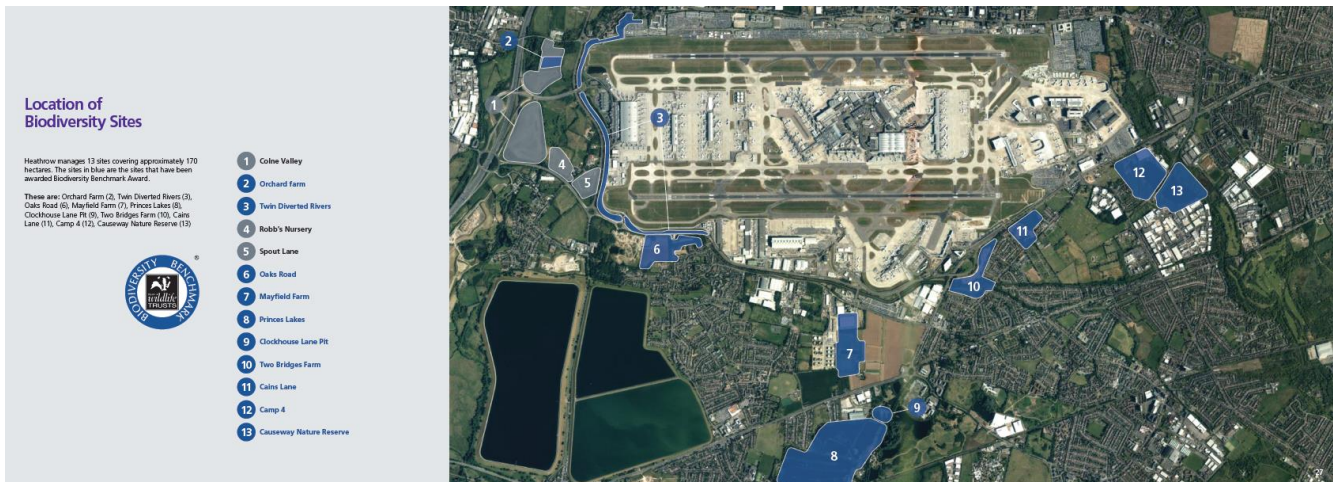 Location of
Biodiversity Sites
Heathrow manages 13 sites covering approximately 170
hectares. The sites in blue are the sites that have been
awarded Biodiversity Benchmark Award.
These are: Orchard Farm (2), Twin Diverted Rivers (3),
Oaks Road (6), Mayfield Farm (7), Princes Lakes (8),
Clockhouse Lane Pit (9), Two Bridges Farm (10), Cains
Lane (11), Camp 4 (12), Causeway Nature Reserve (13)
BIODIVERSITY BENCHMARK ®
wildlife
TRUSTS
1 Colne Valley
2 Orchard farm
3 Twin Diverted Rivers
4 Robb's Nursery
5 Spout Lane
6 Oaks Road
7 Mayfield Farm
8 Princes Lakes
9 Clockhouse Lane Pit
10 Two Bridges Farm
11 Cains Lane
12 Camp 4
13 Causeway Nature Reserve
2
1
3
4
5
6
12
13
11
10
7
9
8
27